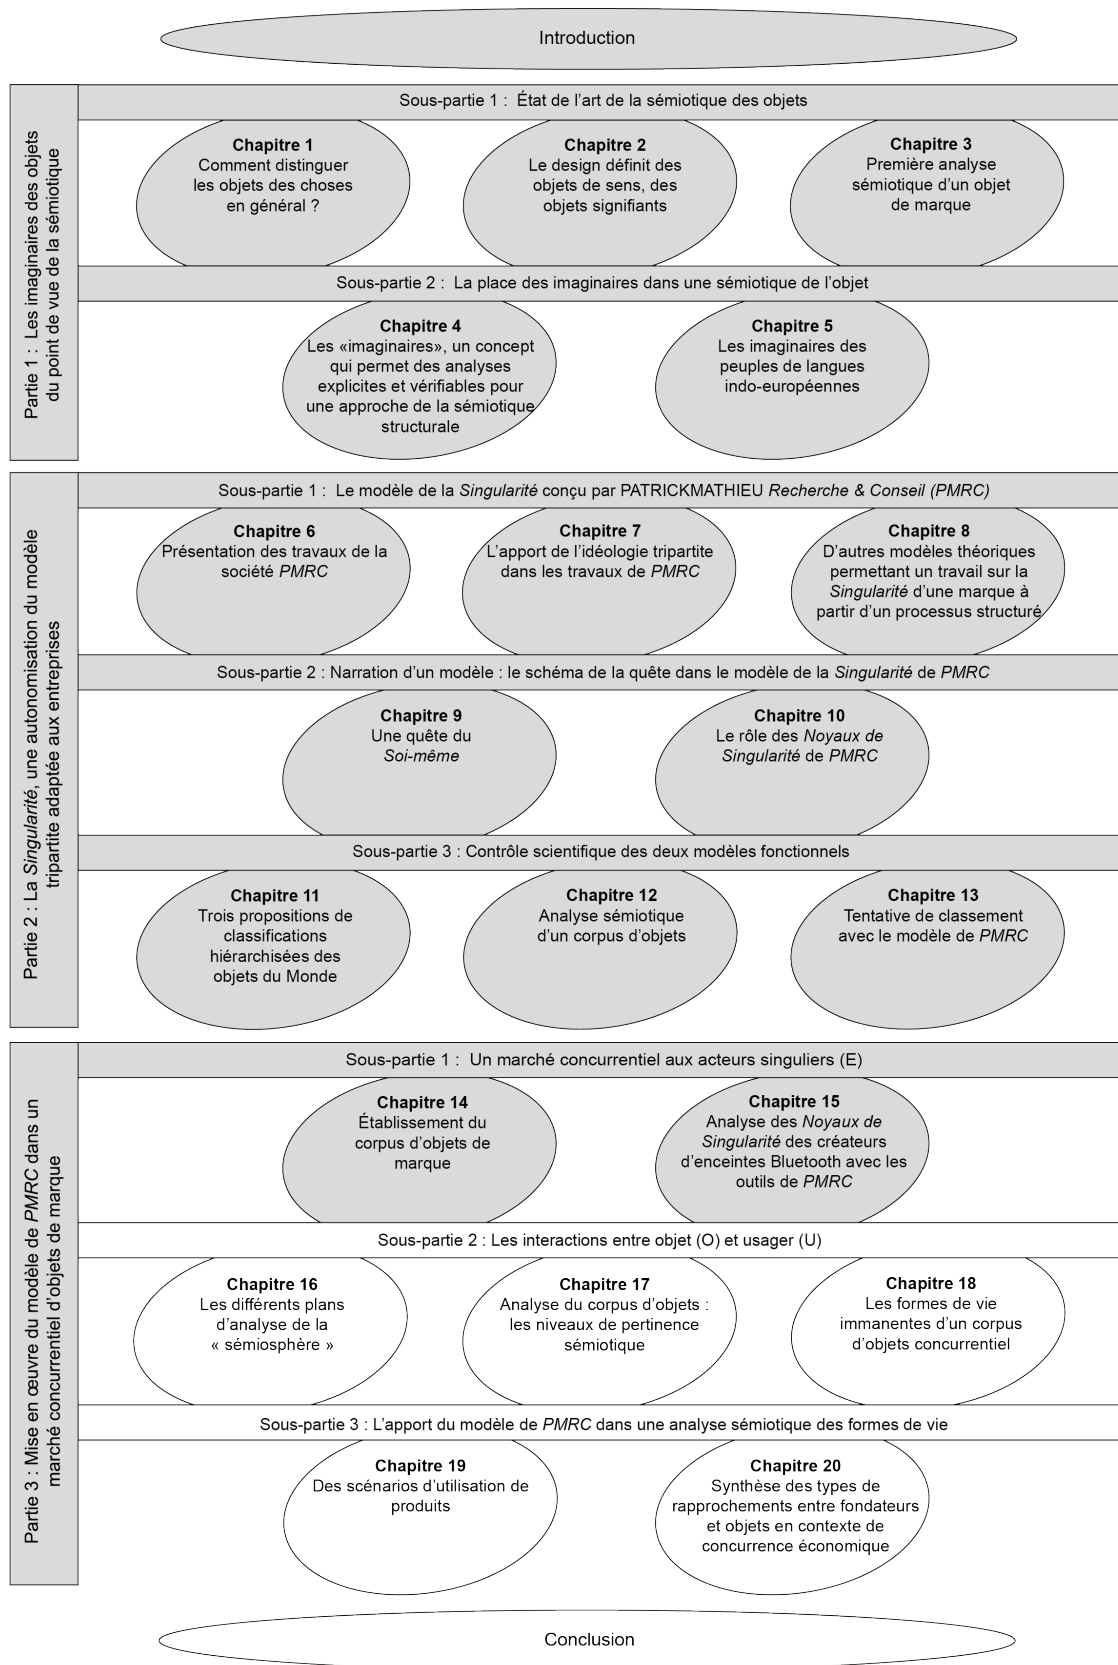 Introduction
Partie 1 : Les imaginaires des objets
du point de vue de la sémiotique
Sous-partie 1 : État de l’art de la sémiotique des objets
Chapitre 1
Comment distinguer
les objets des choses
en général ?
Chapitre 2
Le design définit des
objets de sens, des
objets signifiants
Chapitre 3
Première analyse
sémiotique d’un objet
de marque
Sous-partie 2 : La place des imaginaires dans une sémiotique de l’objet
Chapitre 4
Les «imaginaires», un concept
qui permet des analyses
explicites et vérifiables pour
une approche de la sémiotique
structurale
Chapitre 5
Les imaginaires des
peuples de langues
indo-européennes
Partie 2 : La Singularité, une autonomisation du modèle
tripartite adaptée aux entreprises
Sous-partie 1 : Le modèle de la Singularité conçu par PATRICKMATHIEU Recherche & Conseil (PMRC)
Chapitre 6
Présentation des travaux de la
société PMRC
Chapitre 7
L’apport de l’idéologie tripartite
dans les travaux de PMRC
Chapitre 8
D’autres modèles théoriques
permettant un travail sur la
Singularité d’une marque à
partir d’un processus structuré
Sous-partie 2 : Narration d’un modèle : le schéma de la quête dans le modèle de la Singularité de PMRC
Chapitre 9
Une quête du
Soi-même
Chapitre 10
Le rôle des Noyaux de
Singularité de PMRC
Sous-partie 3 : Contrôle scientifique des deux modèles fonctionnels
Chapitre 11
Trois propositions de
classifications
hiérarchisées des
objets du Monde
Chapitre 12
Analyse sémiotique
d’un corpus d’objets
Chapitre 13
Tentative de classement
avec le modèle de PMRC
Partie 3 : Mise en œuvre du modèle de PMRC dans un
marché concurrentiel d’objets de marque
Sous-partie 1 : Un marché concurrentiel aux acteurs singuliers (E)
Chapitre 14
Établissement du
corpus d’objets de
marque
Chapitre 15
Analyse des Noyaux de
Singularité des créateurs
d’enceintes Bluetooth avec les
outils de PMRC
Sous-partie 2 : Les interactions entre objet (O) et usager (U)
Chapitre 16
Les différents plans
d’analyse de la
« sémiosphère »
Chapitre 17
Analyse du corpus d’objets :
les niveaux de pertinence
sémiotique
Chapitre 18
Les formes de vie
immanentes d’un corpus
d’objets concurrentiel
Sous-partie 3 : L’apport du modèle de PMRC dans une analyse sémiotique des formes de vie
Chapitre 19
Des scénarios d’utilisation de
produits
Chapitre 20
Synthèse des types de
rapprochements entre fondateurs
et objets en contexte de
concurrence économique
Conclusion